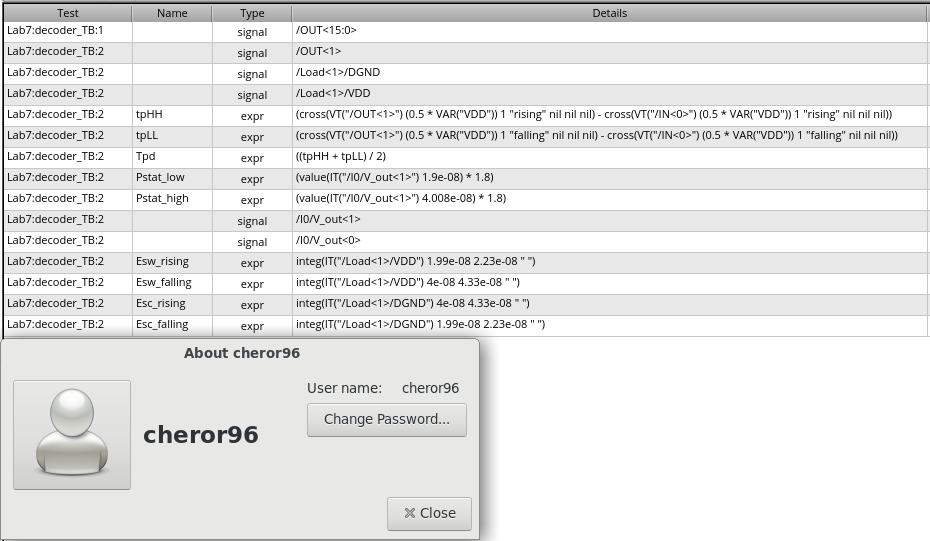 Test Name Type Details
Lab7:decoder_TB:1 signal /OUT<15:0>
Lab7:decoder_TB:2 signal /OUT<1>
Lab7:decoder_TB:2 signal /Load<1>/DGND
Lab7:decoder_TB:2 signal /Load<1>/VDD
Lab7:decoder_TB:2 tpHH expr (cross(VT("/OUT<1>") (0.5 * VAR("VDD")) 1 "rising" nil nil nil) - cross(VT("/IN<0>") (0.5 * VAR("VDD")) 1 "rising" nil nil nil))
Lab7:decoder_TB:2 tpLL expr (cross(VT("/OUT<1>") (0.5 * VAR("VDD")) 1 "falling" nil nil nil) - cross(VT("/IN<0>") (0.5 * VAR("VDD")) 1 "falling" nil nil nil))
Lab7:decoder_TB:2 Tpd expr ((tpHH + tpLL) / 2)
Lab7:decoder_TB:2 Pstat_low expr (value(IT("/I0/V_out<1>") 1.9e-08) * 1.8)
Lab7:decoder_TB:2 Pstat_high expr (value(IT("/I0/V_out<1>") 4.008e-08) * 1.8)
Lab7:decoder_TB:2 signal /I0/V_out<1>
Lab7:decoder_TB:2 signal /I0/V_out<0>
Lab7:decoder_TB:2 Esw_rising expr integ(IT("/Load<1>/VDD") 1.99e-08 2.23e-08 " ")
Lab7:decoder_TB:2 Esw_falling expr integ(IT("/Load<1>/VDD") 4e-08 4.33e-08 " ")
Lab7:decoder_TB:2 Esc_rising expr integ(IT("/Load<1>/DGND") 4e-08 4.33e-08 " ")
Lab7:decoder_TB:2 Esc_falling expr integ(IT("/Load<1>/DGND") 1.99e-08 2.23e-08 " ")
About cheror96
User name: cheror96
Change Password...
cheror96
Close